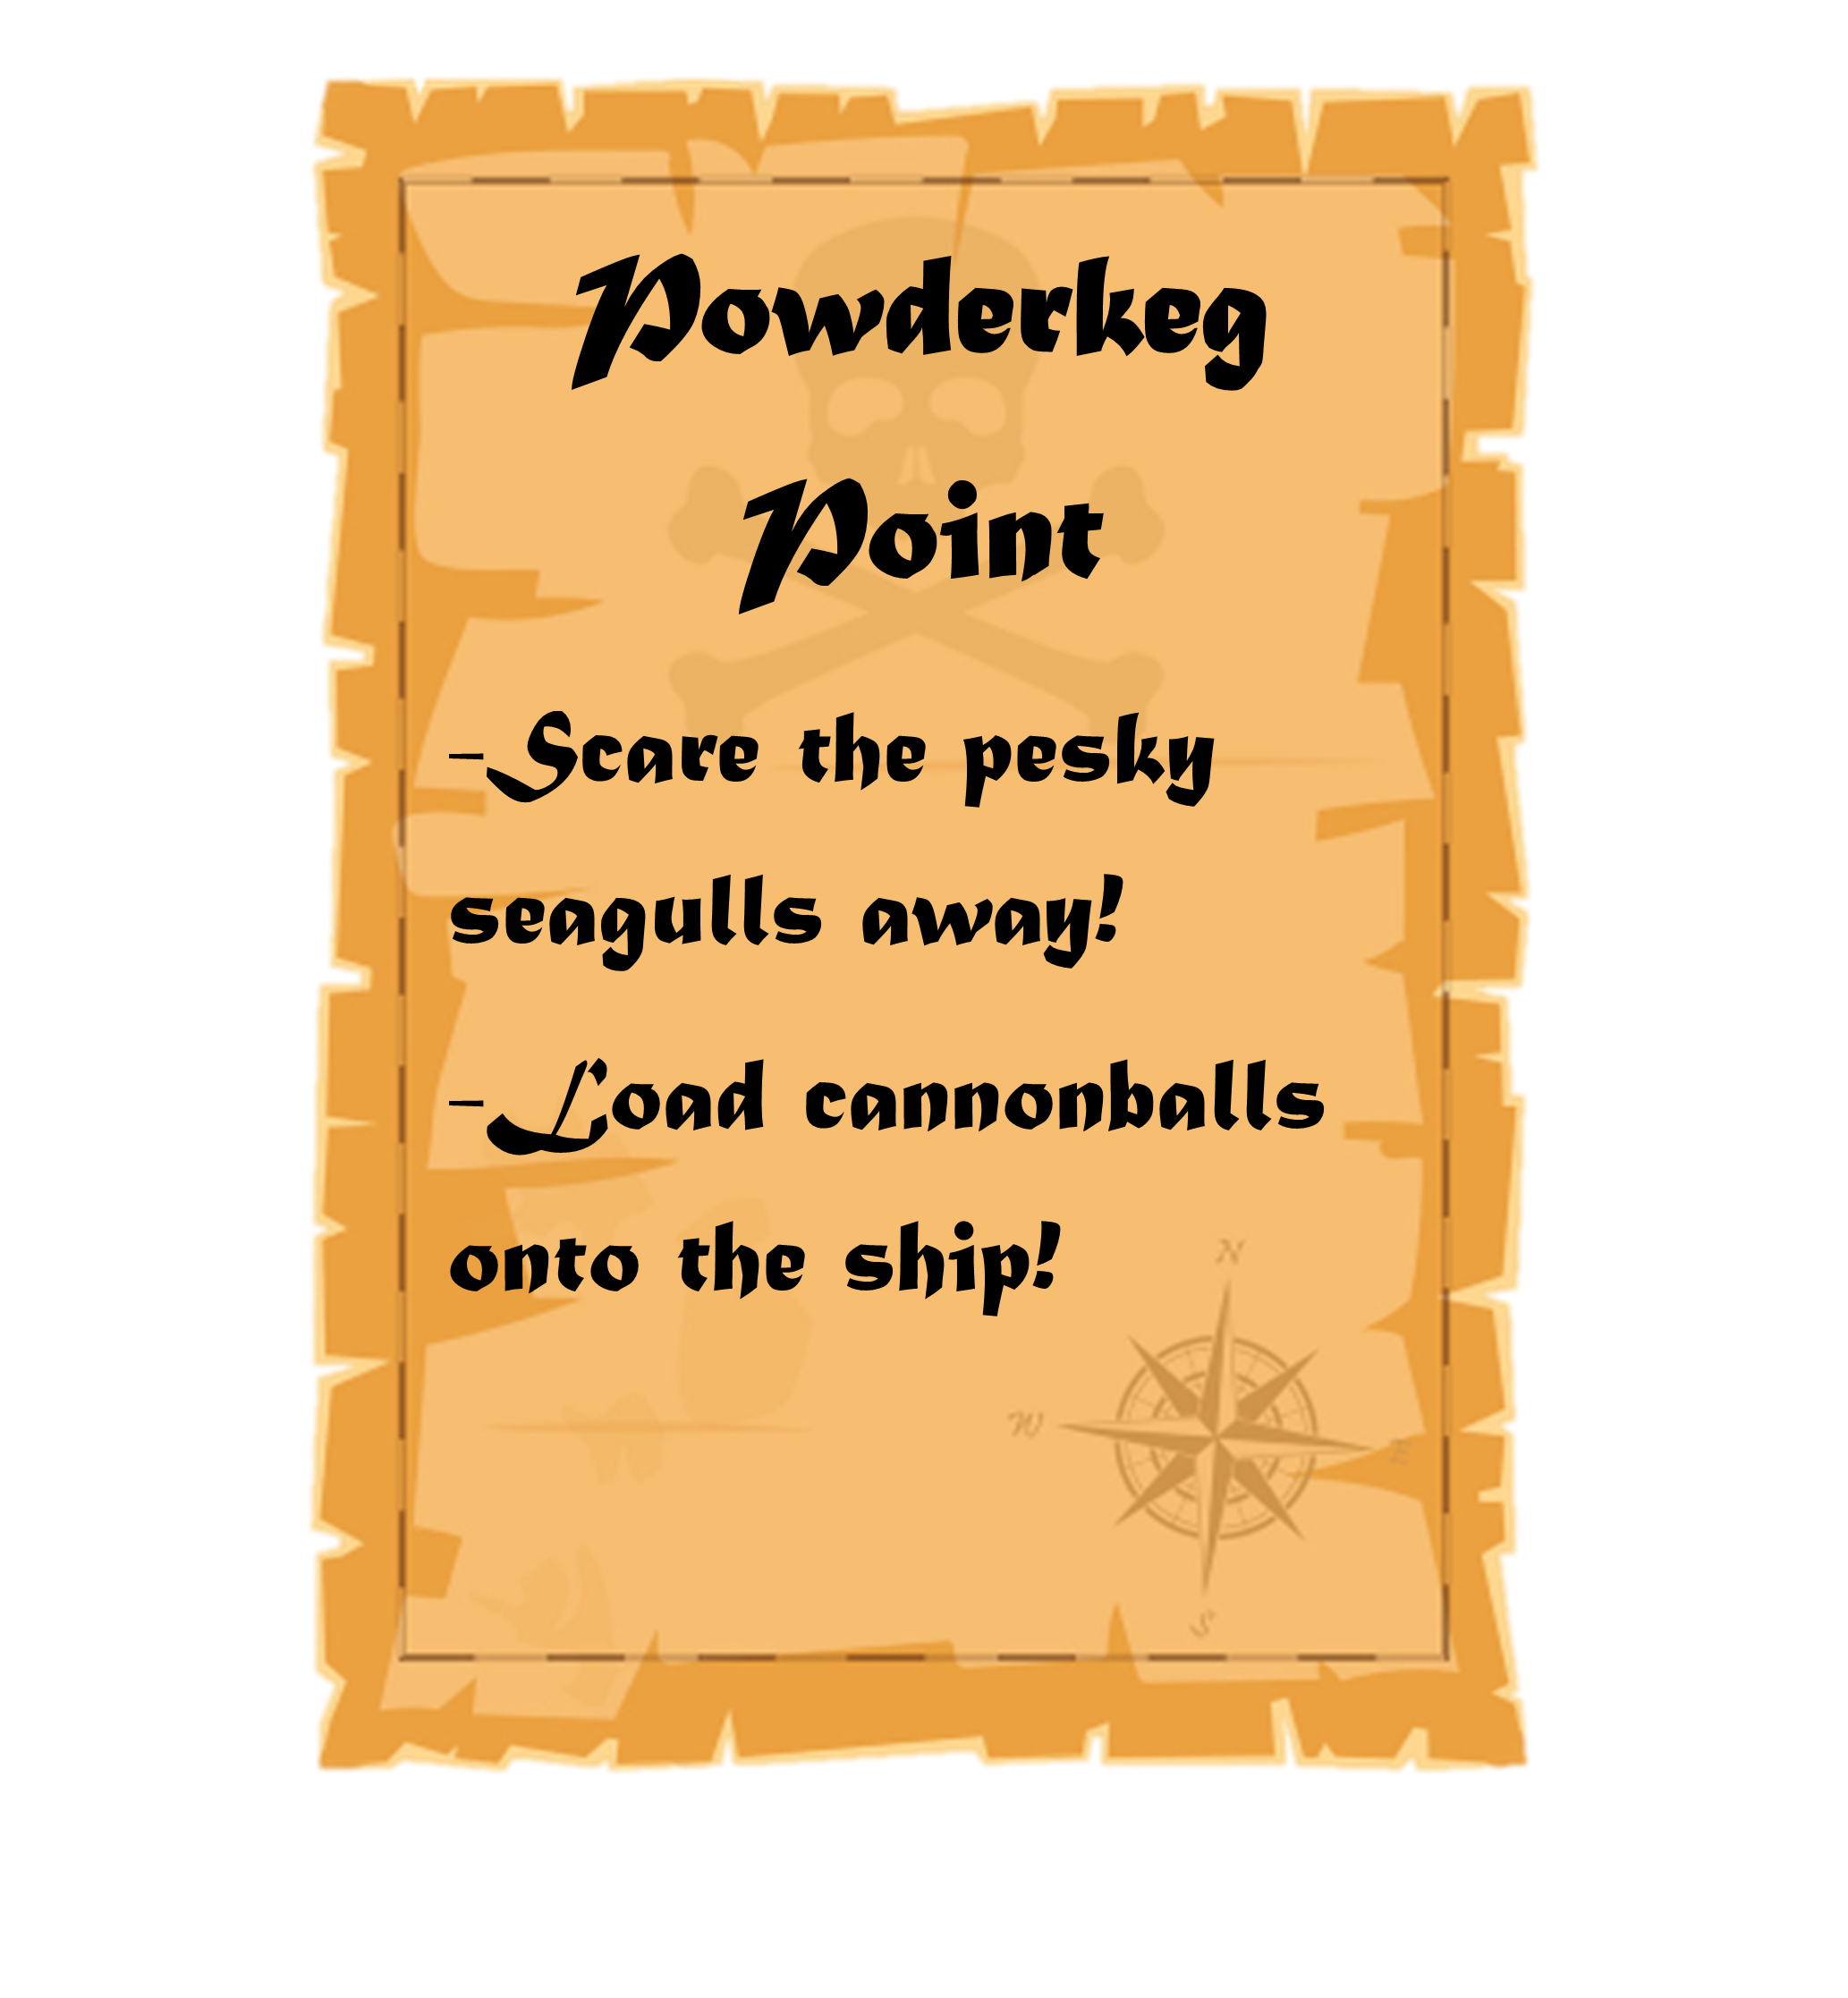 Powderkeg
Point
-Scare the pesky
seagulls away!
-Load cannonballs
onto the ship!
N
W
E
S